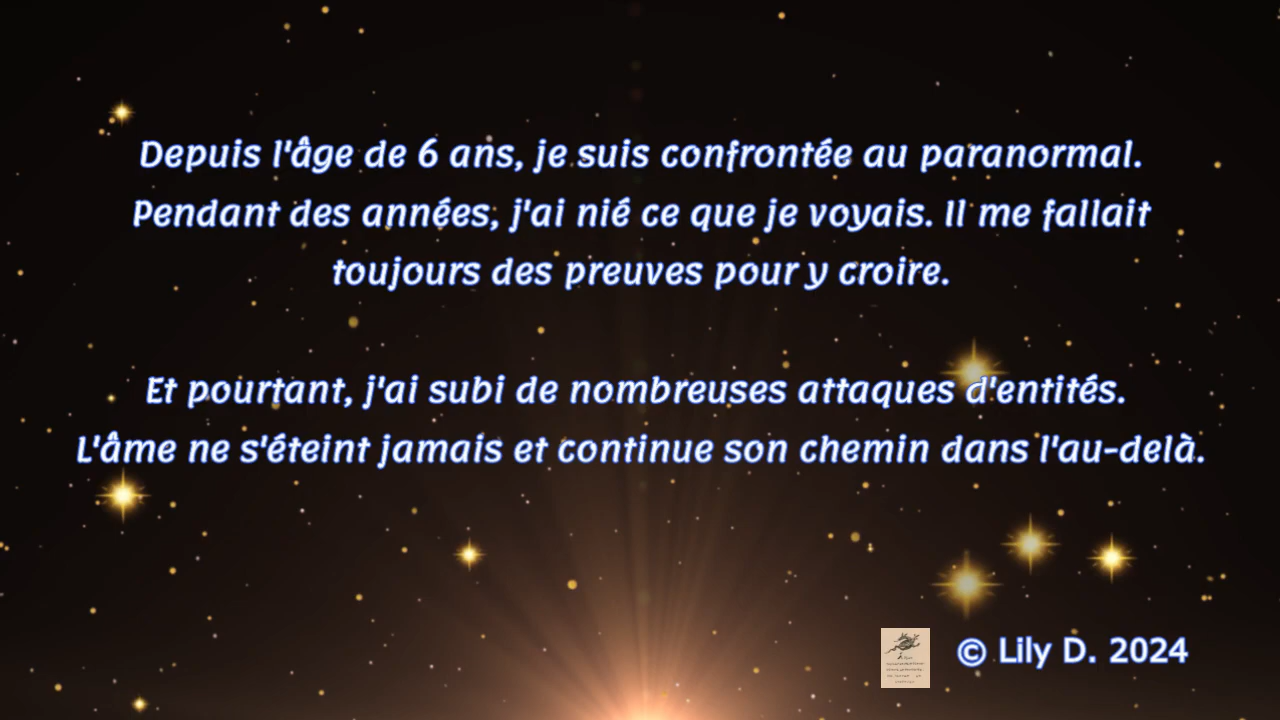 Depuis l'âge de 6 ans, je suis confrontée au paranormal.
Pendant des années, j'ai nié ce que je voyais. Il me fallait
toujours des preuves pour y croire.
Et pourtant, j'ai subi de nombreuses attaques d'entités.
L'âme ne s'éteint jamais et continue son chemin dans l'au-delà.
© Lily D. 2024